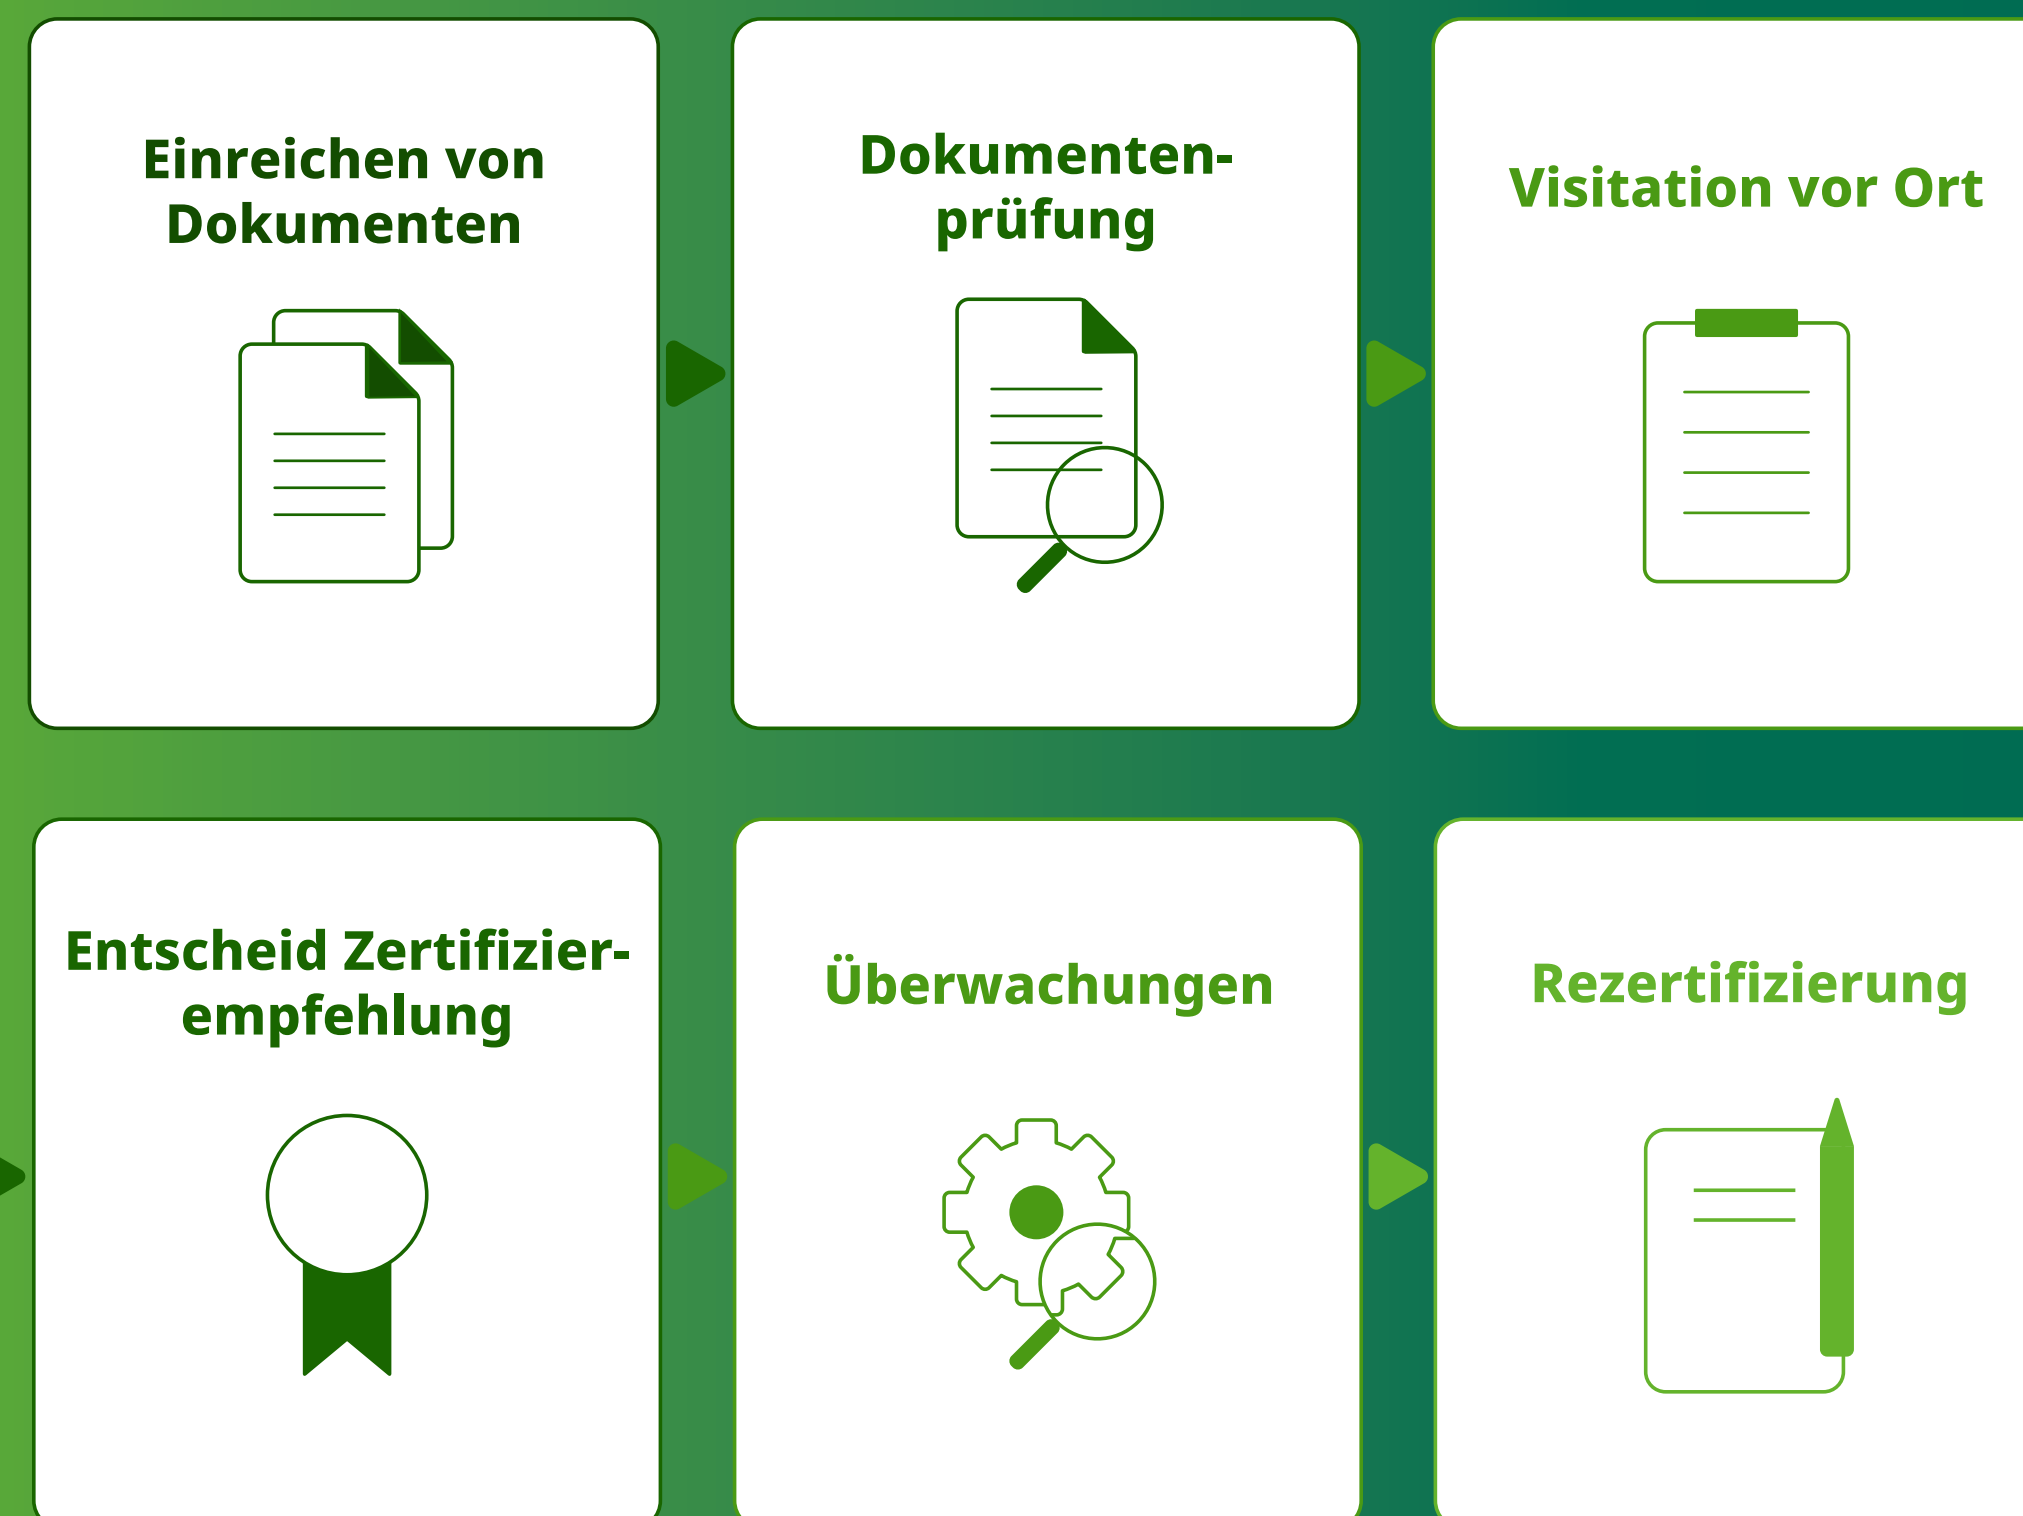 Einreichen von
Dokumenten
Dokumenten-
prüfung
Visitation vor Ort
Entscheid Zertifizier-
empfehlung
Überwachungen
Rezertifizierung